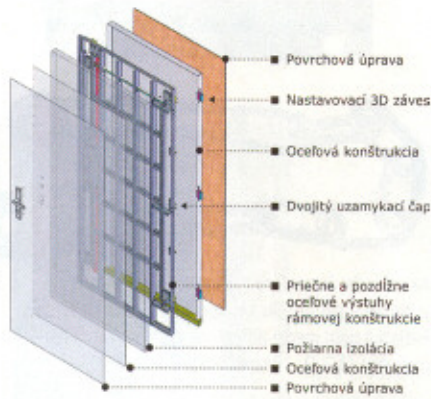 Povrchová úprava
Nastavovací 3D záves
Oceľová konštrukcia
Dvojitý uzamykací čap
Priečne a pozdĺžne
oceľové výstuhy
rámovej konštrukcie
Požiarna izolácia
Oceľová konštrukcia
Povrchová úprava